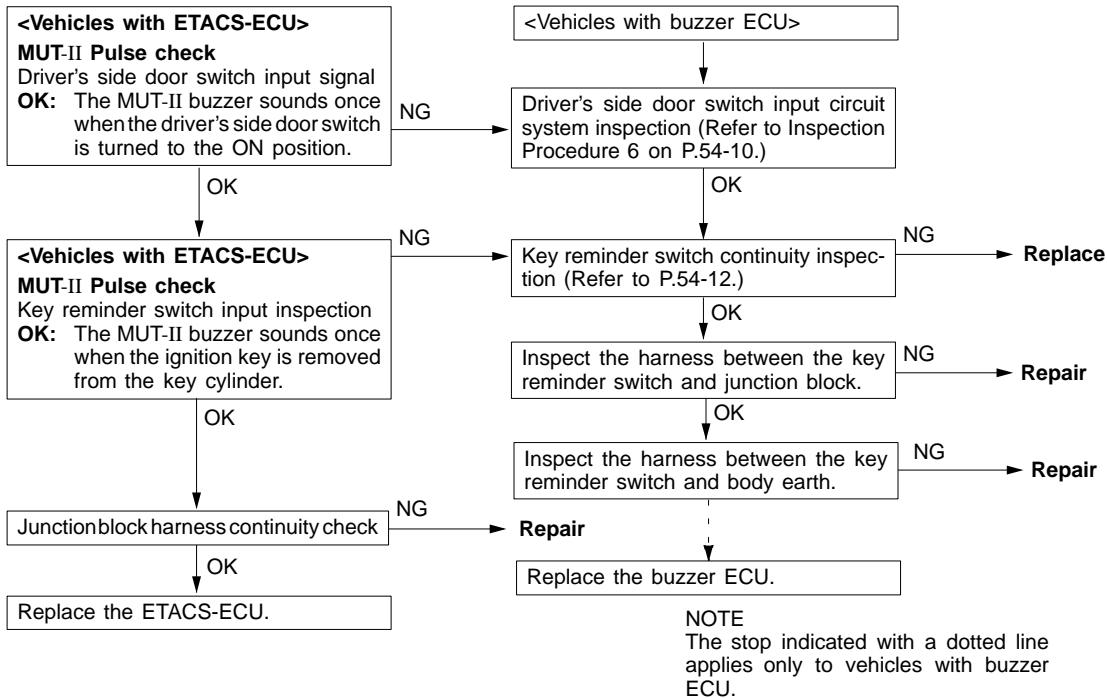 <Vehicles with ETACS-ECU>
MUT-II Pulse check
Driver's side door switch input signal
OK: The MUT-II buzzer sounds once
when the driver's side door switch
is turned to the ON position.
NG
OK
<Vehicles with buzzer ECU>
Driver's side door switch input circuit
system inspection (Refer to Inspection
Procedure 6 on P.54-10.)
OK
<Vehicles with ETACS-ECU>
MUT-II Pulse check
Key reminder switch input inspection
OK: The MUT-II buzzer sounds once
when the ignition key is removed
from the key cylinder.
NG
OK
Key reminder switch continuity inspec-
tion (Refer to P.54-12.)
NG
Replace
OK
Inspect the harness between the key
reminder switch and junction block.
NG
Repair
OK
Inspect the harness between the key
reminder switch and body earth.
NG
Repair
Junction block harness continuity check
NG
Repair
OK
Replace the ETACS-ECU.
Replace the buzzer ECU.
NOTE
The stop indicated with a dotted line
applies only to vehicles with buzzer
ECU.